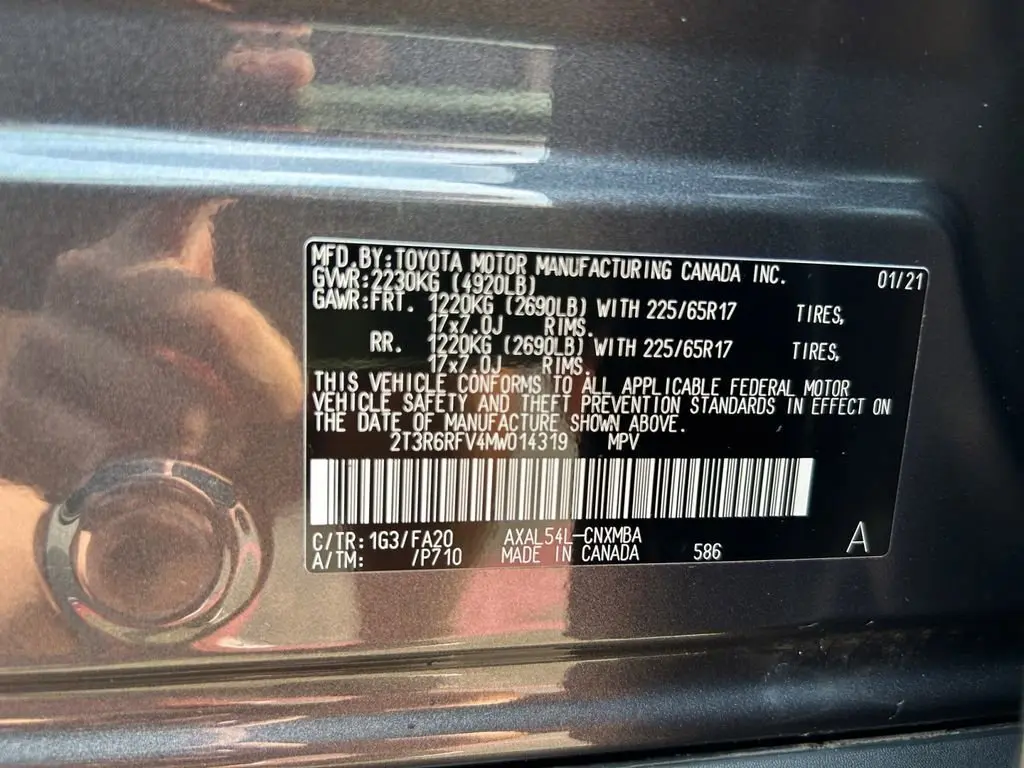 MFD.BY:TOYOTA MOTOR MANUFACTURING CANADA INC. 01/21
GVWR:2230KG (4920LB)
GAWR:FRT. 1220KG (2690LB) WITH 225/65R17 TIRES,
17x7.0J RIMS.
RR. 1220KG (2690LB) WITH 225/65R17 TIRES,
17x7.0J RIMS.
THIS VEHICLE CONFORMS TO ALL APPLICABLE FEDERAL MOTOR
VEHICLE SAFETY AND THEFT PREVENTION STANDARDS IN EFFECT ON
THE DATE OF MANUFACTURE SHOWN ABOVE.
2T3R6RFV4MW014319 MPV
C/TR:1G3/FA20 AXAL54L-CNXMBA
A/TM: /P710 MADE IN CANADA 586 A